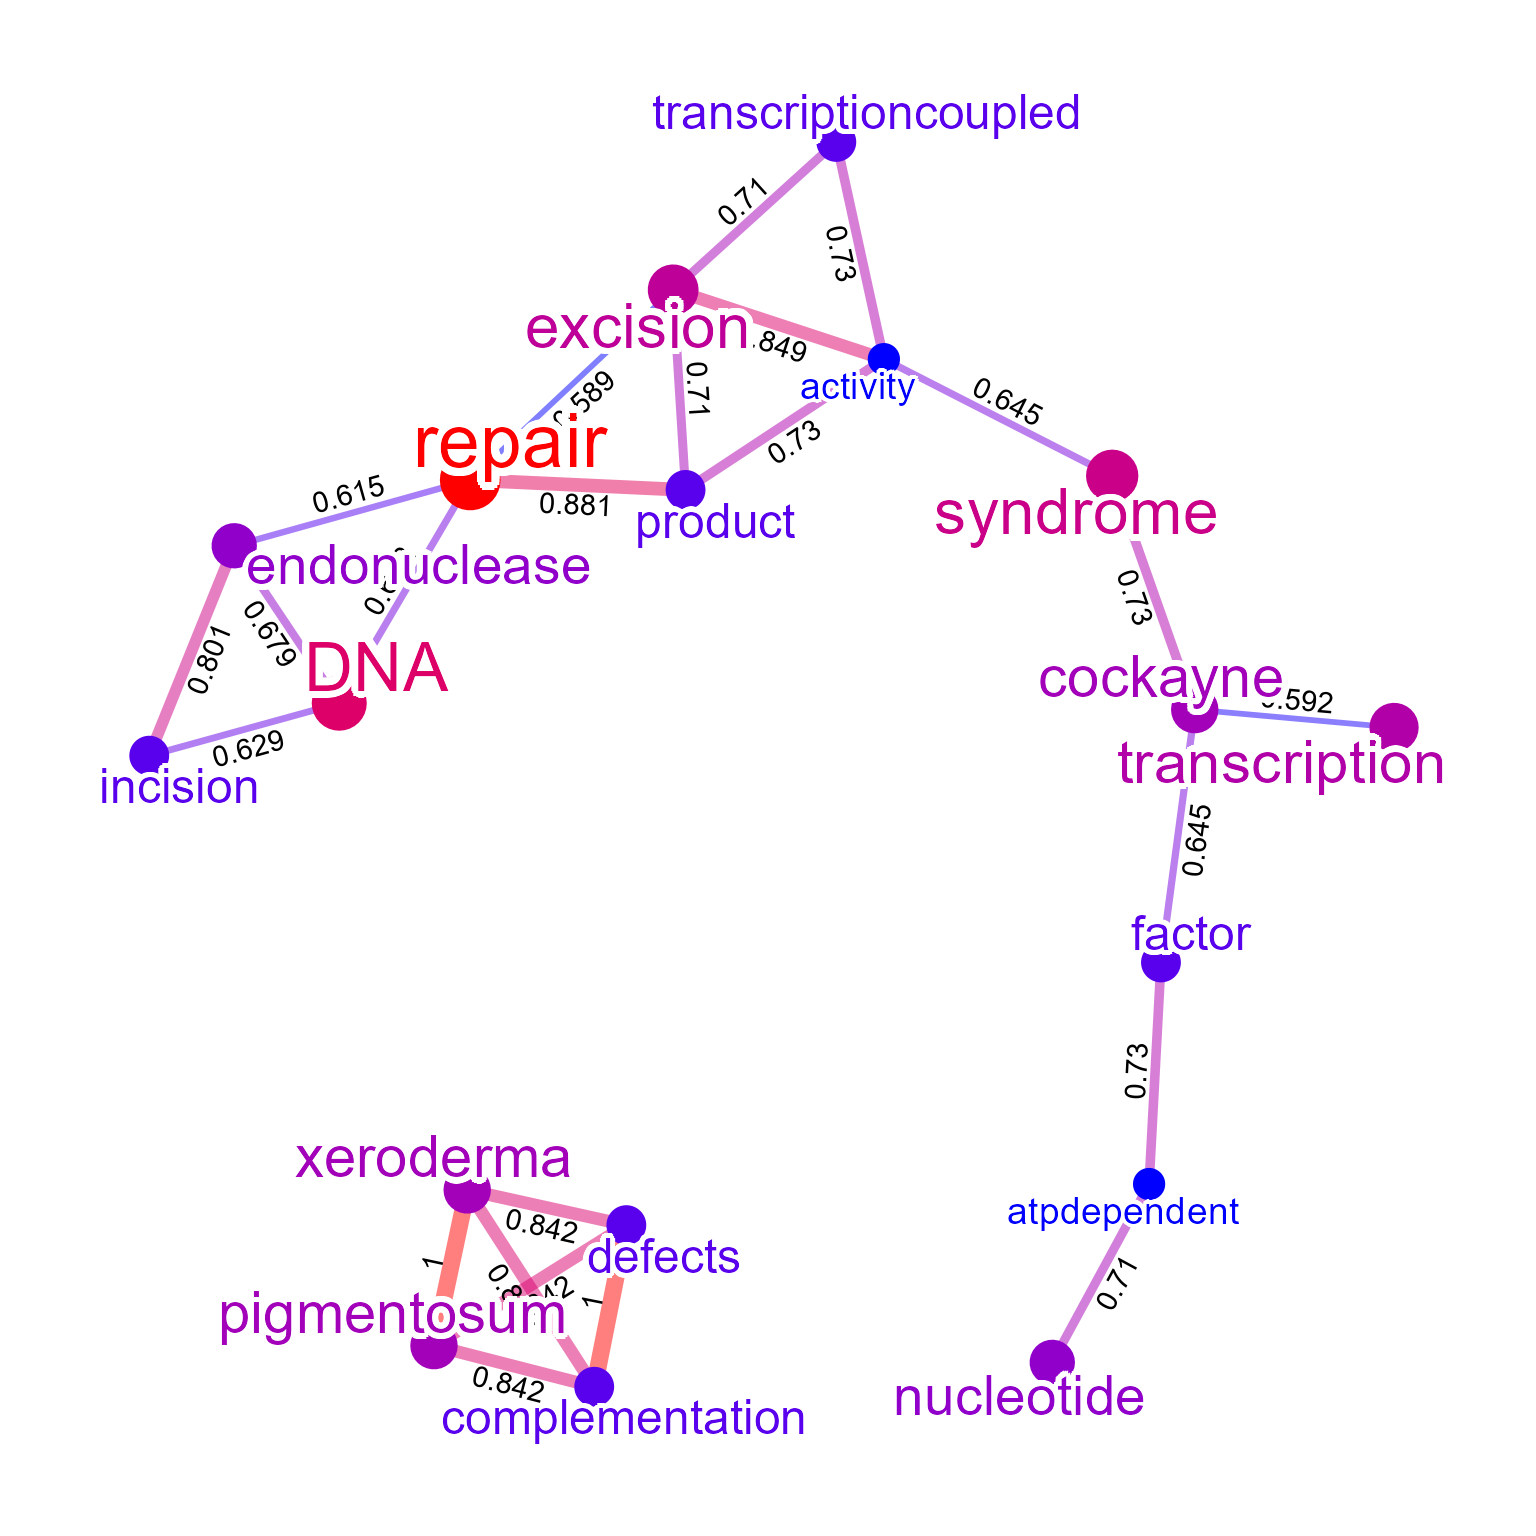 transcriptioncoupled
0.71
0.73
excision
.849
activity
0.645
0.589
0.71
repair
0.73
0.615
0.881
product
syndrome
endonuclease
0.73
0.679
0.801
DNA
cockayne
0.592
0.629
incision
transcription
0.645
factor
0.73
xeroderma
0.842
defects
atpdependent
1
1
pigmentosum
0.71
0.842
nucleotide
complementation